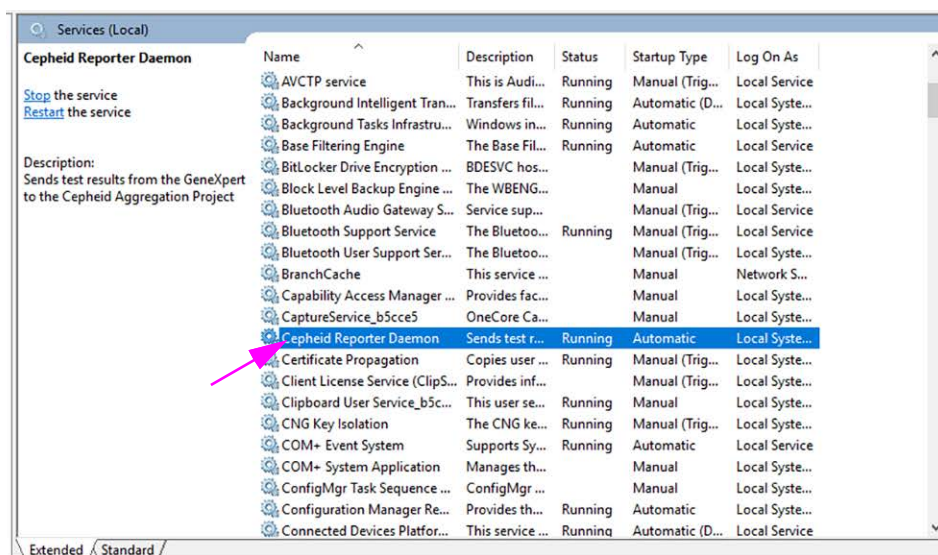 Services (Local)
Cepheid Reporter Daemon
Stop the service
Restart the service
Description:
Sends test results from the GeneXpert
to the Cepheid Aggregation Project
Name Description Status Startup Type Log On As
AVCTP service This is Audi... Running Manual (Trig... Local Service
Background Intelligent Tran... Transfers fil... Running Automatic (D... Local Syste...
Background Tasks Infrastru... Windows in... Running Automatic Local Syste...
Base Filtering Engine The Base Fil... Running Automatic Local Service
BitLocker Drive Encryption ... BDESVC hos... Manual (Trig... Local Syste...
Block Level Backup Engine ... The WBENG... Manual Local Syste...
Bluetooth Audio Gateway S... Service sup... Manual (Trig... Local Service
Bluetooth Support Service The Bluetoo... Running Manual (Trig... Local Service
Bluetooth User Support Ser... The Bluetoo... Manual (Trig... Local Syste...
BranchCache This service ... Manual Network S...
Capability Access Manager ... Provides fac... Manual Local Syste...
CaptureService_b5cce5 OneCore Ca... Manual Local Syste...
Cepheid Reporter Daemon Sends test r... Running Automatic Local Syste...
Certificate Propagation Copies user ... Running Manual (Trig... Local Syste...
Client License Service (ClipS... Provides inf... Manual (Trig... Local Syste...
Clipboard User Service_b5c... This user se... Running Manual Local Syste...
CNG Key Isolation The CNG ke... Running Manual (Trig... Local Syste...
COM+ Event System Supports Sy... Running Automatic Local Service
COM+ System Application Manages th... Manual Local Syste...
ConfigMgr Task Sequence ... ConfigMgr ... Manual Local Syste...
Configuration Manager Re... Provides th... Running Automatic Local Syste...
Connected Devices Platfor... This service ... Running Automatic (D... Local Service
Extended Standard